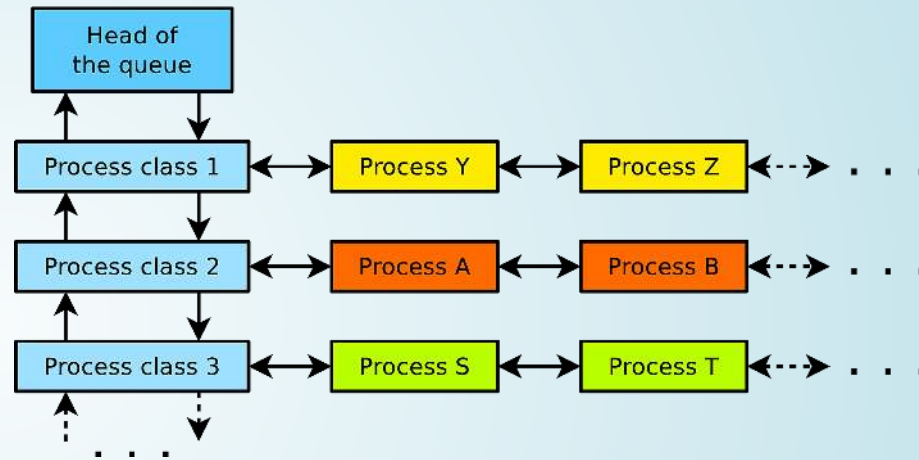 Head of
the queue
Process class 1
Process Y
Process Z
. . .
Process class 2
Process A
Process B
. . .
Process class 3
Process S
Process T
. . .
. . .